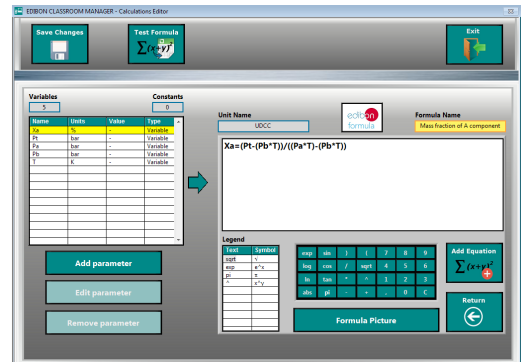 EDIBON CLASSROOM MANAGER - Calculations Editor
Save Changes
Test Formula
∑(x+y)²
Exit
Variables
Constants
5
0
Name Units Value Type
Xa % - Variable
Pt bar - Variable
Pa bar - Variable
Pb bar - Variable
T K - Variable
Add parameter
Edit parameter
Remove parameter
Unit Name
UDCC
edibon
formula
Formula Name
Mass fraction of A component
Xa=(Pt-(Pb*T))/((Pa*T)-(Pb*T))
Legend
Text Symbol
sqrt √
exp e^x
pi π
^ x^y
exp sin ) ( 7 8 9
log cos / sqrt 4 5 6
ln tan * ^ 1 2 3
abs pi - + . 0 C
Formula Picture
Add Equation
∑(x+y)²
Return